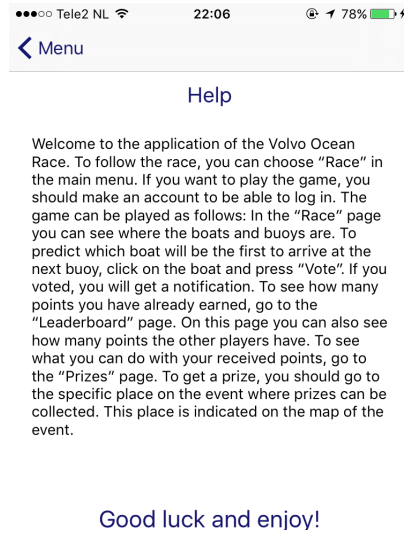 ●●●○○ Tele2 NL 22:06 78%
Menu
Help
Welcome to the application of the Volvo Ocean
Race. To follow the race, you can choose “Race” in
the main menu. If you want to play the game, you
should make an account to be able to log in. The
game can be played as follows: In the “Race” page
you can see where the boats and buoys are. To
predict which boat will be the first to arrive at the
next buoy, click on the boat and press “Vote”. If you
voted, you will get a notification. To see how many
points you have already earned, go to the
“Leaderboard” page. On this page you can also see
how many points the other players have. To see
what you can do with your received points, go to
the “Prizes” page. To get a prize, you should go to
the specific place on the event where prizes can be
collected. This place is indicated on the map of the
event.
Good luck and enjoy!